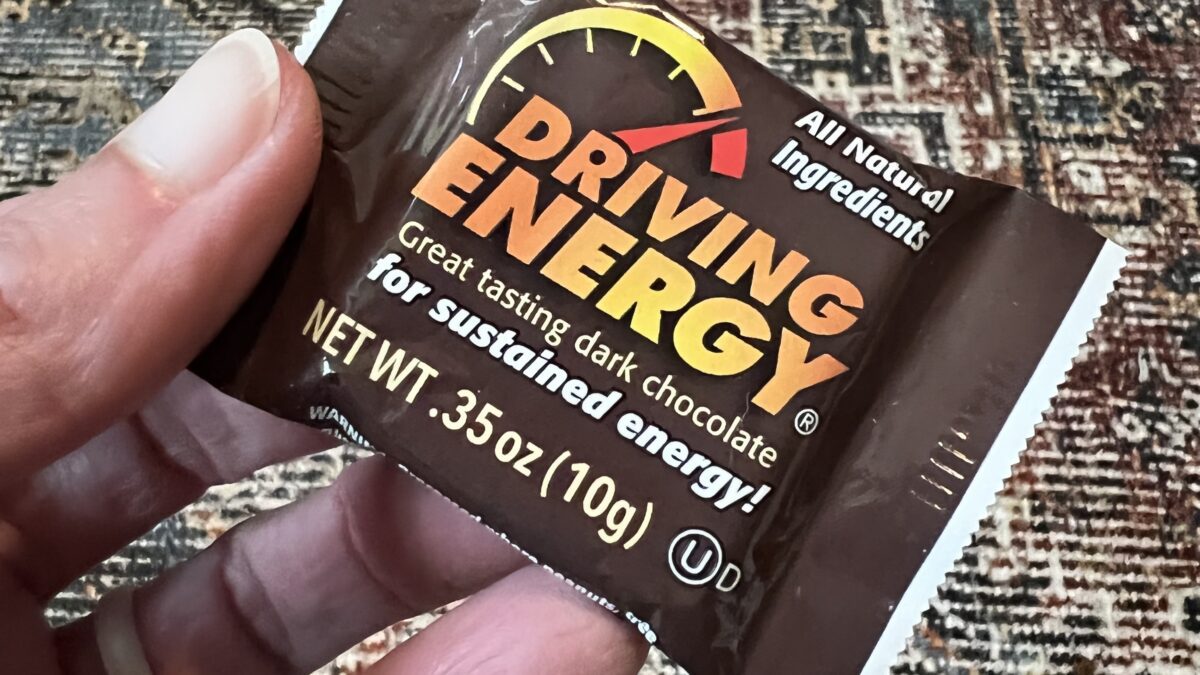 All Natural
Ingredients
DRIVING
ENERGY®
Great tasting dark chocolate
for sustained energy!
NET WT .35 oz (10g)
U D